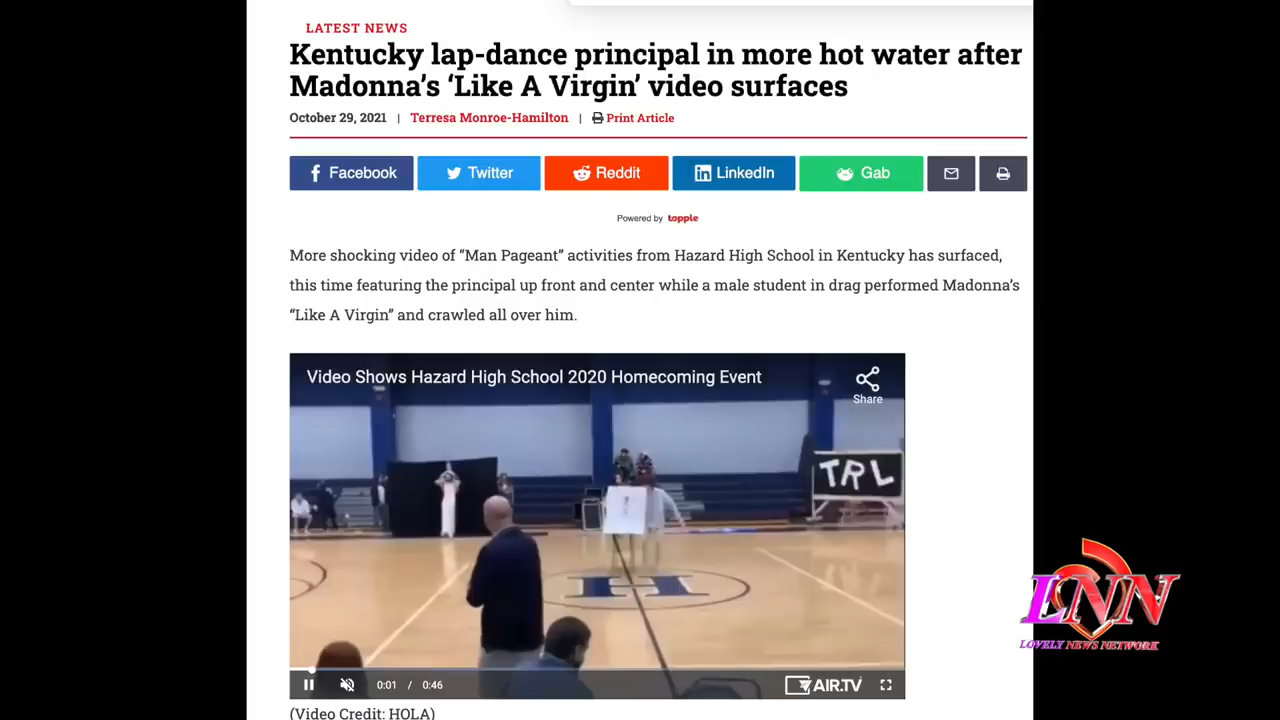 LATEST NEWS
Kentucky lap-dance principal in more hot water after
Madonna's ‘Like A Virgin’ video surfaces
October 29, 2021 | Terresa Monroe-Hamilton | Print Article
Facebook Twitter Reddit LinkedIn Gab
Powered by topple
More shocking video of “Man Pageant” activities from Hazard High School in Kentucky has surfaced,
this time featuring the principal up front and center while a male student in drag performed Madonna’s
“Like A Virgin” and crawled all over him.
Video Shows Hazard High School 2020 Homecoming Event
Share
TRL
H
0:01 / 0:46 AIR.TV
(Video Credit: HOLA)
LNN
LOVELY NEWS NETWORK